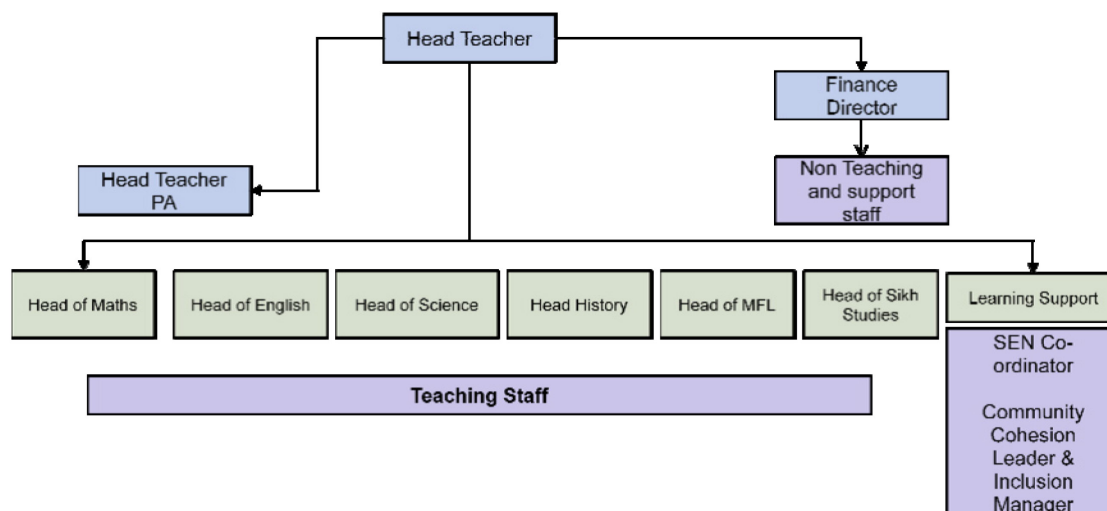 Head Teacher
Finance
Director
Head Teacher
PA
Non Teaching
and support
staff
Head of Maths
Head of English
Head of Science
Head History
Head of MFL
Head of Sikh
Studies
Learning Support
Teaching Staff
SEN Co-
ordinator
Community
Cohesion
Leader &
Inclusion
Manager